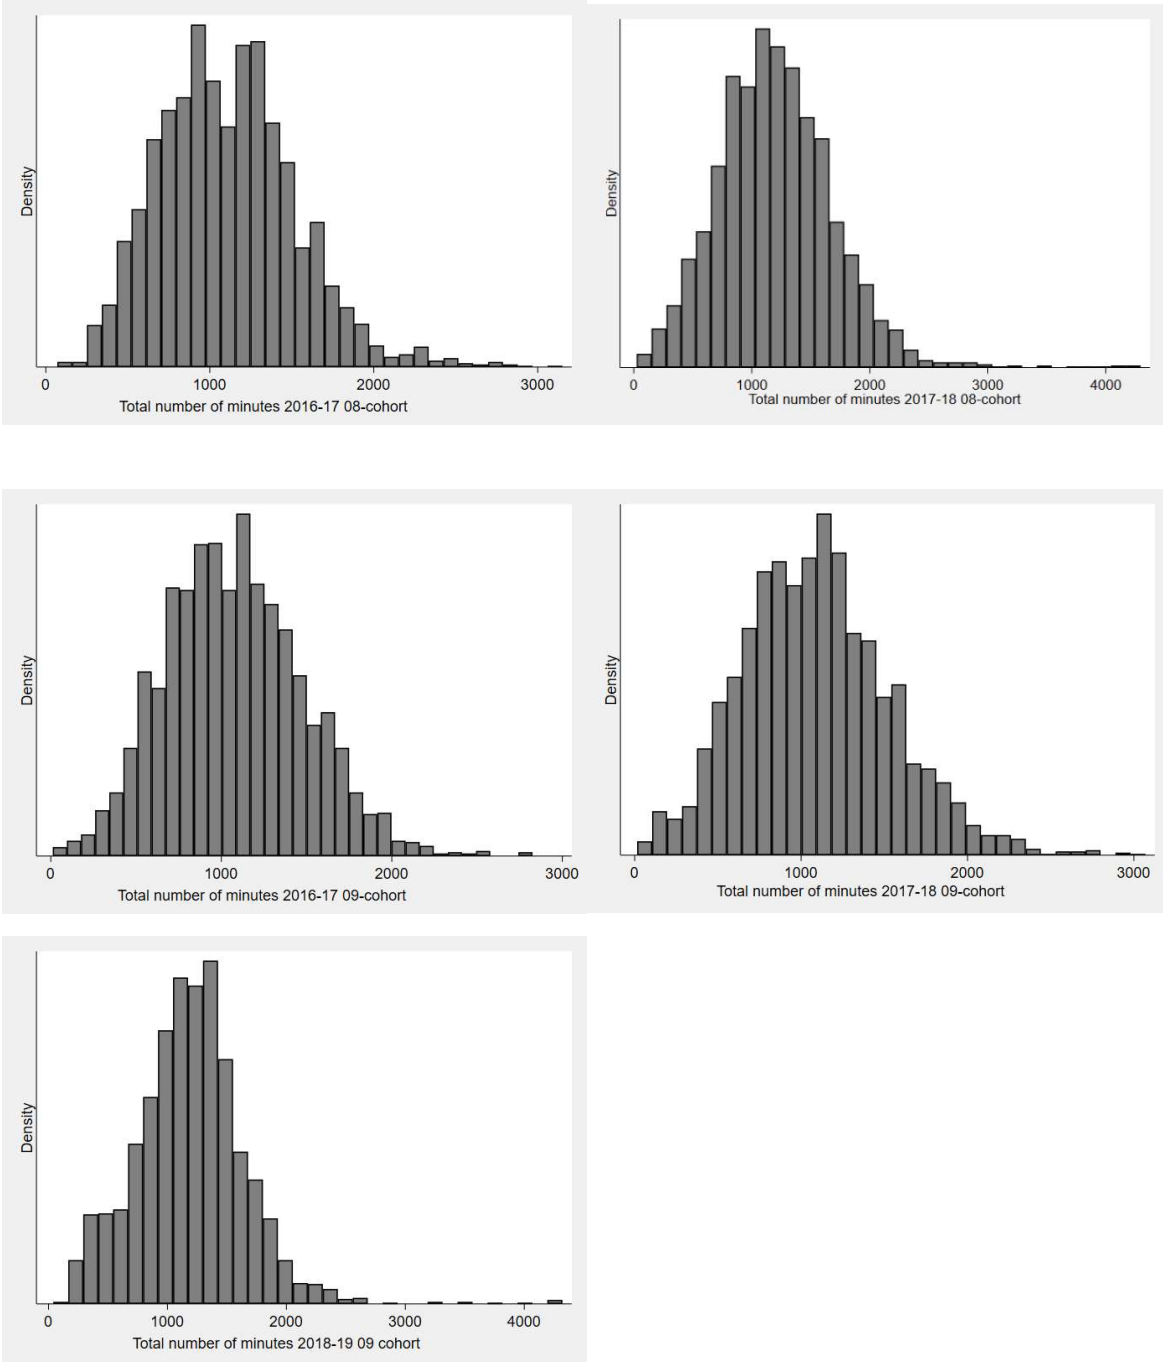 Density
0 1000 2000 3000
Total number of minutes 2016-17 08-cohort
Density
0 1000 2000 3000 4000
Total number of minutes 2017-18 08-cohort
Density
0 1000 2000 3000
Total number of minutes 2016-17 09-cohort
Density
0 1000 2000 3000
Total number of minutes 2017-18 09-cohort
Density
0 1000 2000 3000 4000
Total number of minutes 2018-19 09 cohort